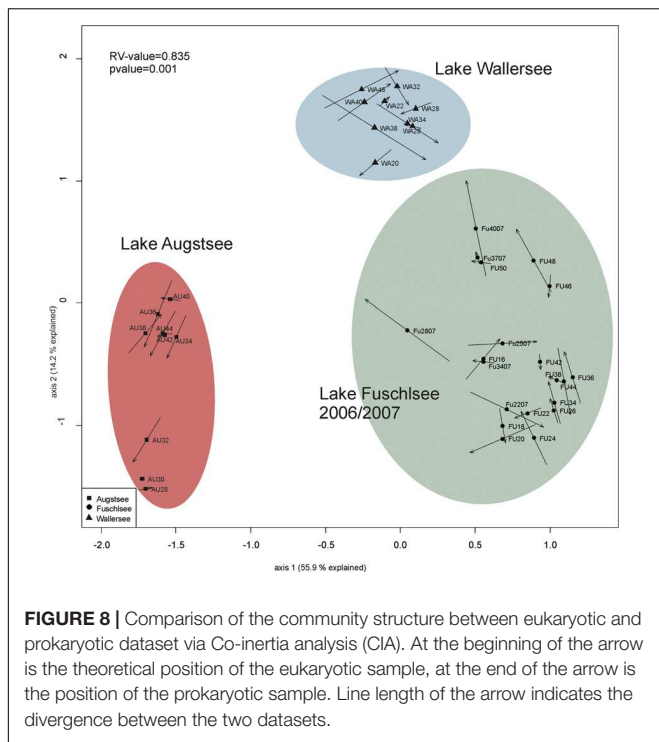 RV-value=0.835
pvalue=0.001
Lake Wallersee
WA45
WA32
WA40
WA22
WA28
WA34
WA38
WA20
Lake Augstsee
AU40
AU36
AU38
AU44
AU42
AU34
AU32
AU30
AU28
Fu4007
Fu3707
FU50
FU48
FU46
Fu2807
Fu2507
FU16
Fu3407
FU42
FU38
FU44
FU36
FU34
FU26
Fu2207
FU22
FU18
FU20
FU24
Lake Fuschlsee
2006/2007
Augstsee
Fuschlsee
Wallersee
axis 2 (14.2 % explained)
2
1
0
-1
-2.0 -1.5 -1.0 -0.5 0.0 0.5 1.0
axis 1 (55.9 % explained)
FIGURE 8 | Comparison of the community structure between eukaryotic and
prokaryotic dataset via Co-inertia analysis (CIA). At the beginning of the arrow
is the theoretical position of the eukaryotic sample, at the end of the arrow is
the position of the prokaryotic sample. Line length of the arrow indicates the
divergence between the two datasets.